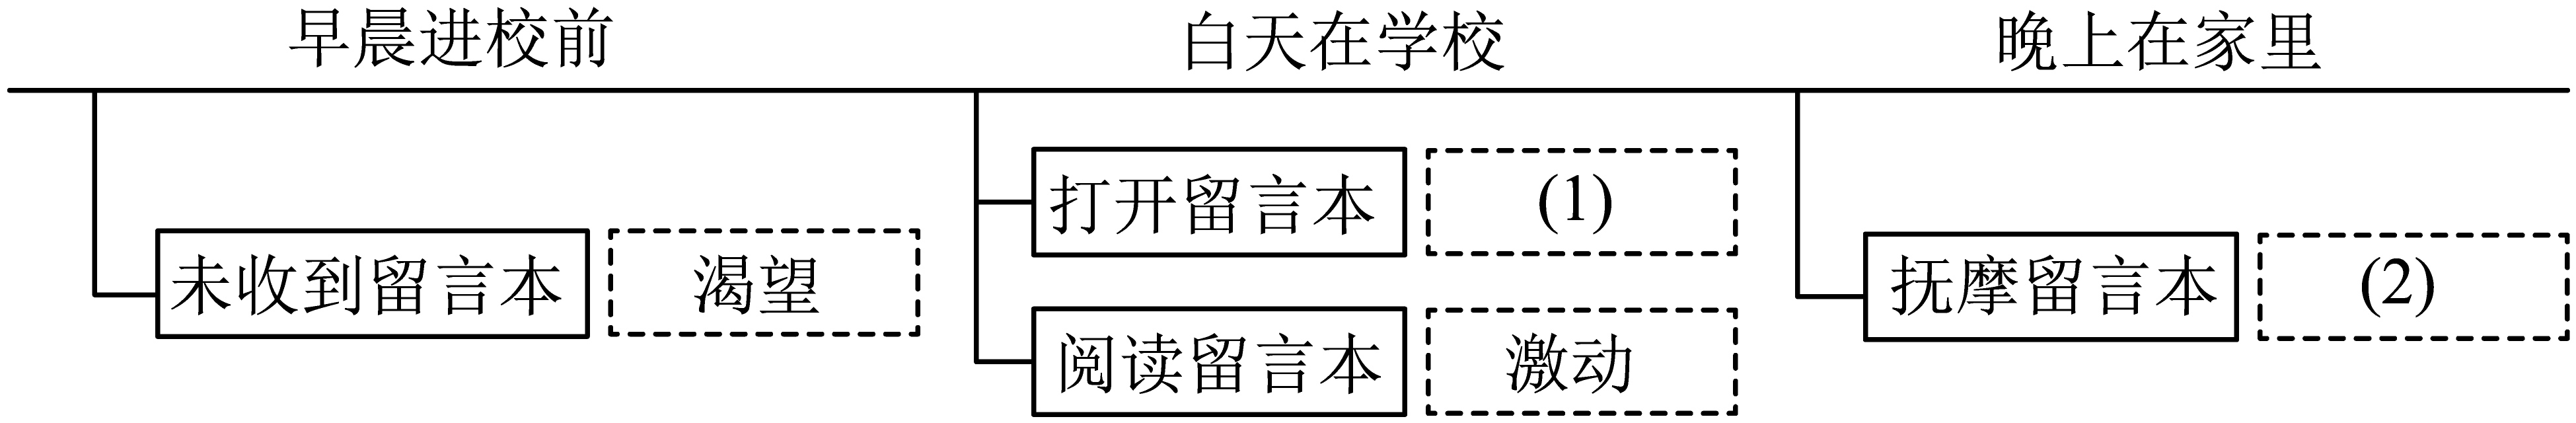 早晨进校前
白天在学校
晚上在家里
未收到留言本
渴望
打开留言本
(1)
阅读留言本
激动
抚摩留言本
(2)